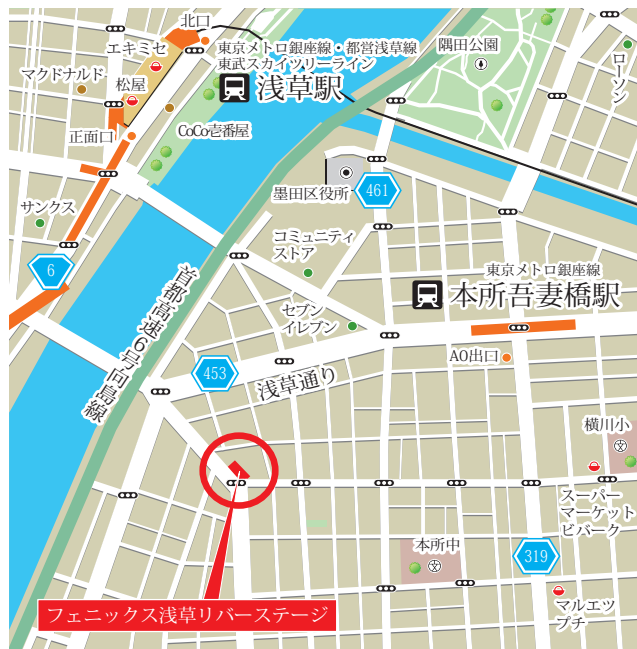 北口
エキミセ
マクドナルド
松屋
正面口
東京メトロ銀座線・都営浅草線
東武スカイツリーライン
浅草駅
CoCo壱番屋
隅田公園
ローソン
墨田区役所
461
サンクス
6
コミュニティ
ストア
首都高速6号向島線
東京メトロ銀座線
本所吾妻橋駅
セブン
イレブン
453
浅草通り
AO出口
横川小
スーパー
マーケット
ビバーク
本所中
319
マルエツ
プチ
フェニックス浅草リバーステージ